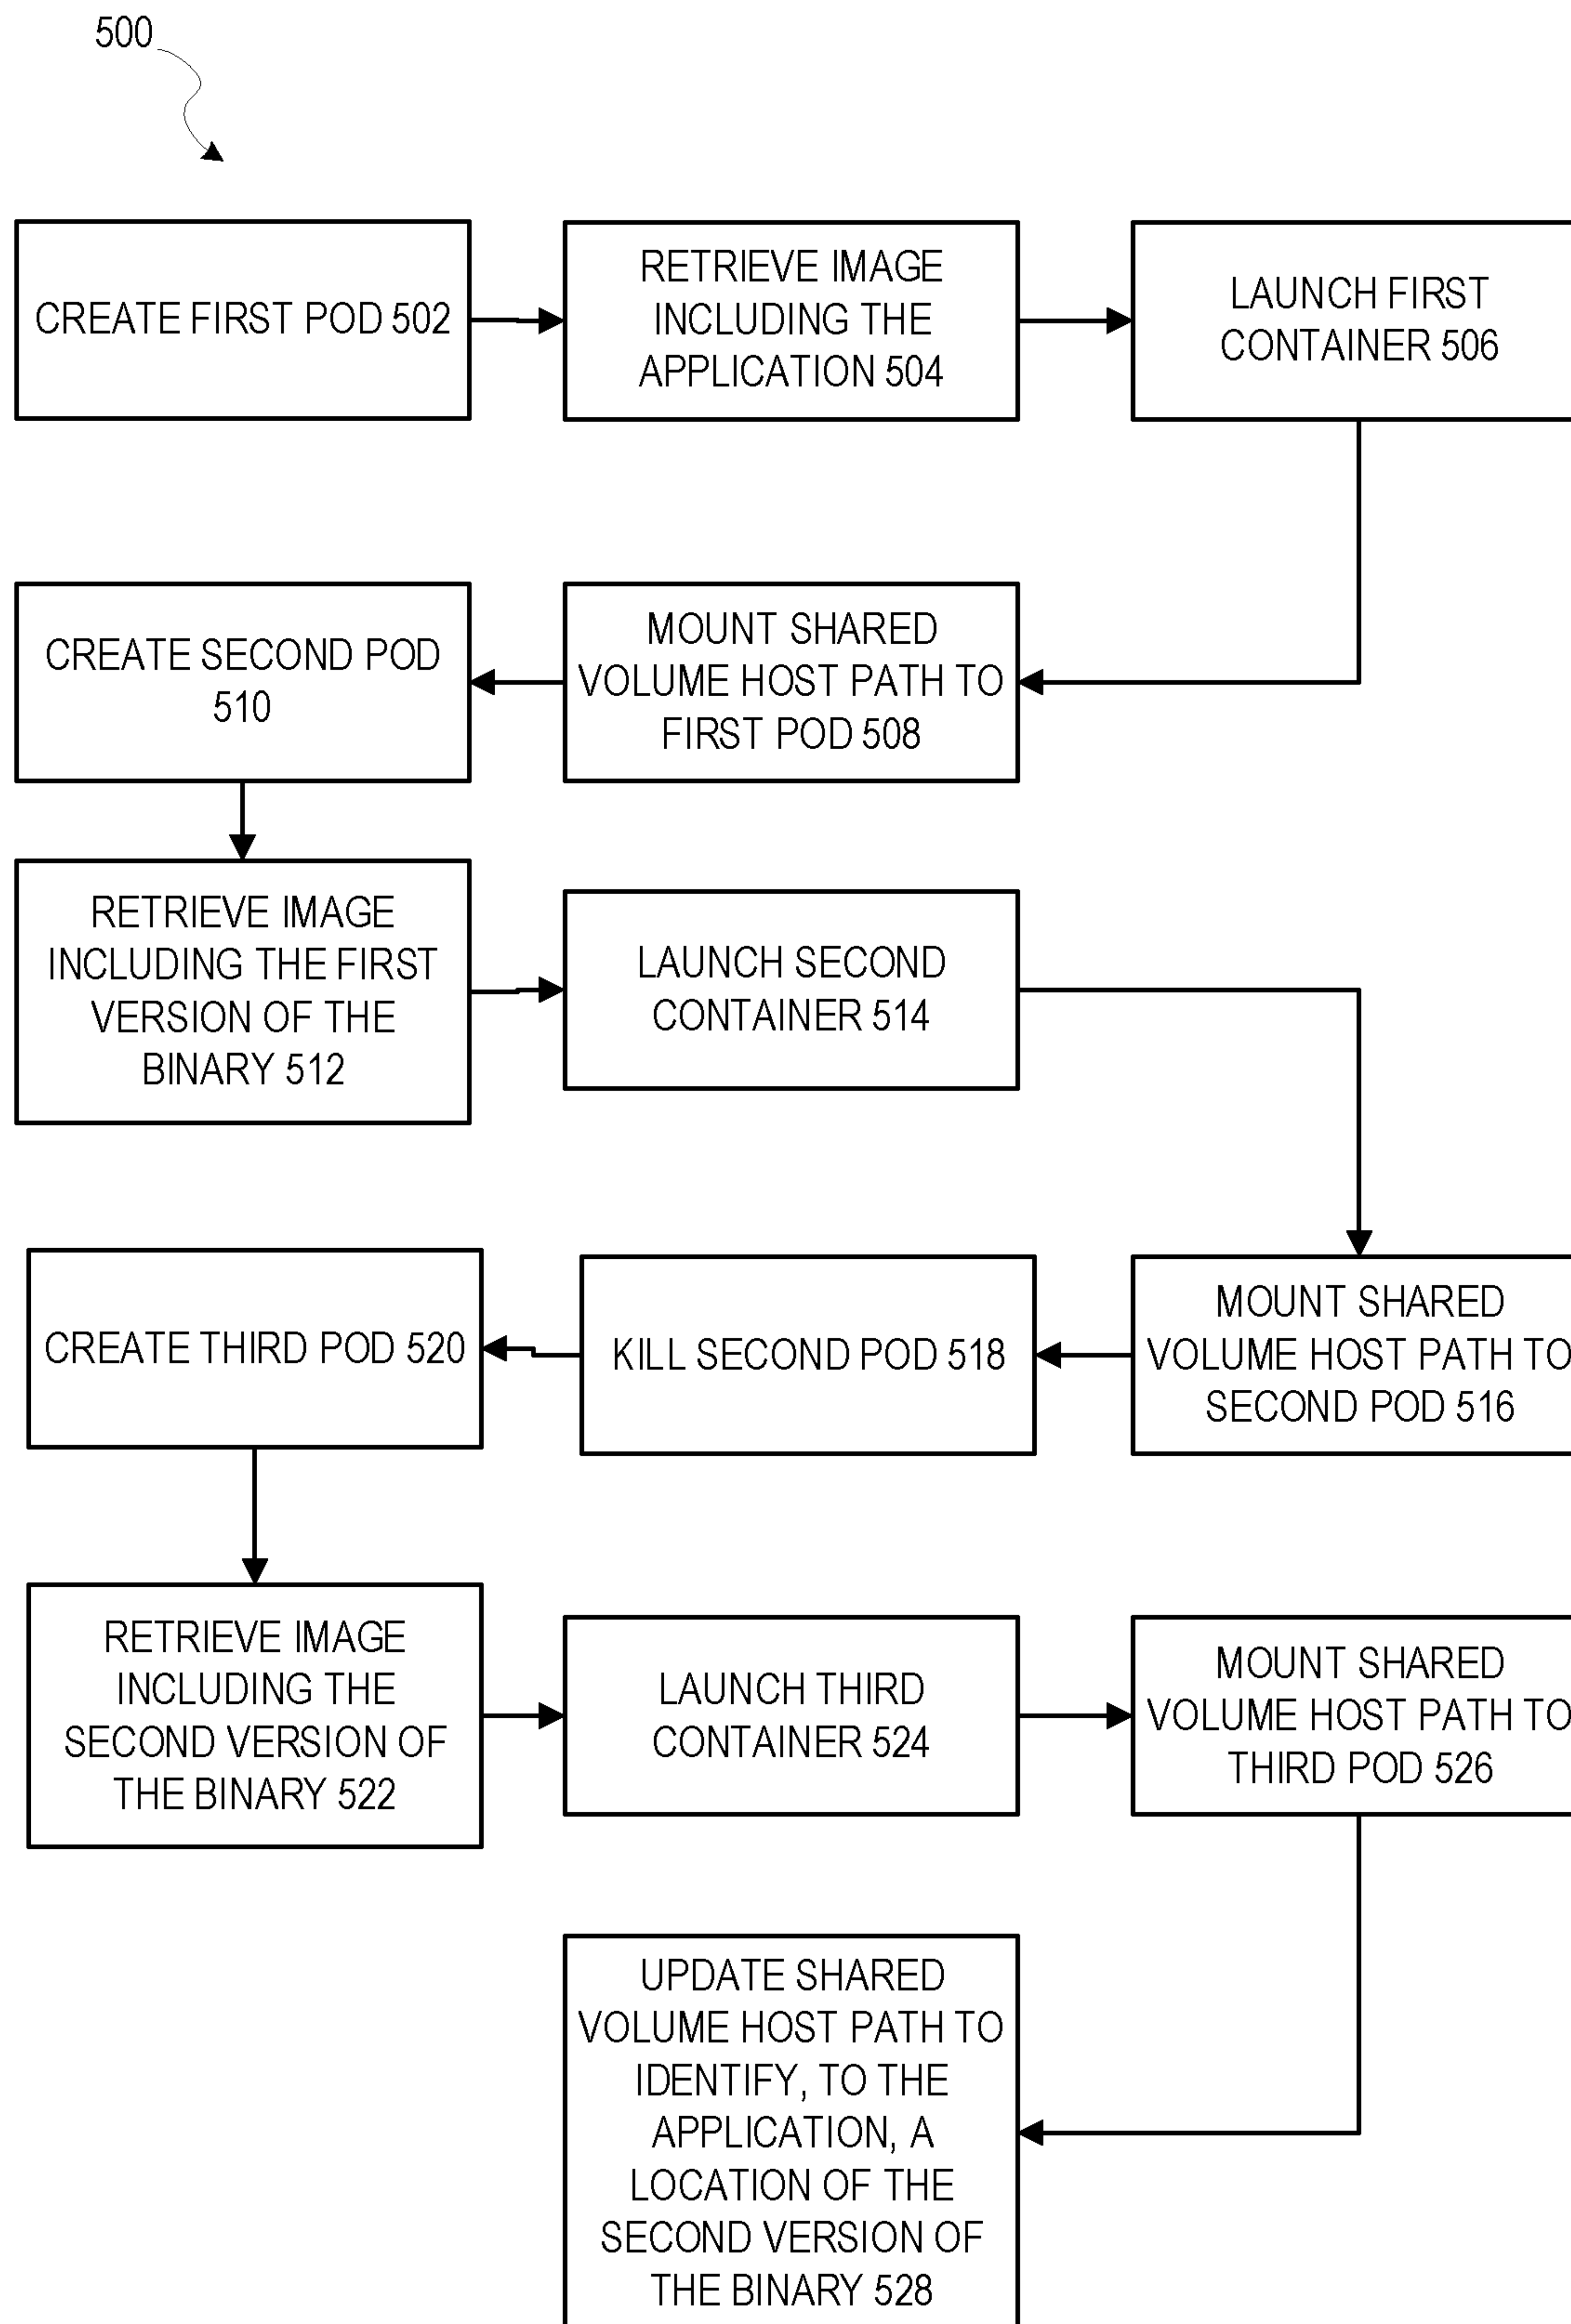 500
CREATE FIRST POD 502
RETRIEVE IMAGE
INCLUDING THE
APPLICATION 504
LAUNCH FIRST
CONTAINER 506
MOUNT SHARED
VOLUME HOST PATH TO
FIRST POD 508
CREATE SECOND POD
510
RETRIEVE IMAGE
INCLUDING THE FIRST
VERSION OF THE
BINARY 512
LAUNCH SECOND
CONTAINER 514
MOUNT SHARED
VOLUME HOST PATH TO
SECOND POD 516
KILL SECOND POD 518
CREATE THIRD POD 520
RETRIEVE IMAGE
INCLUDING THE
SECOND VERSION OF
THE BINARY 522
LAUNCH THIRD
CONTAINER 524
MOUNT SHARED
VOLUME HOST PATH TO
THIRD POD 526
UPDATE SHARED
VOLUME HOST PATH TO
IDENTIFY, TO THE
APPLICATION, A
LOCATION OF THE
SECOND VERSION OF
THE BINARY 528